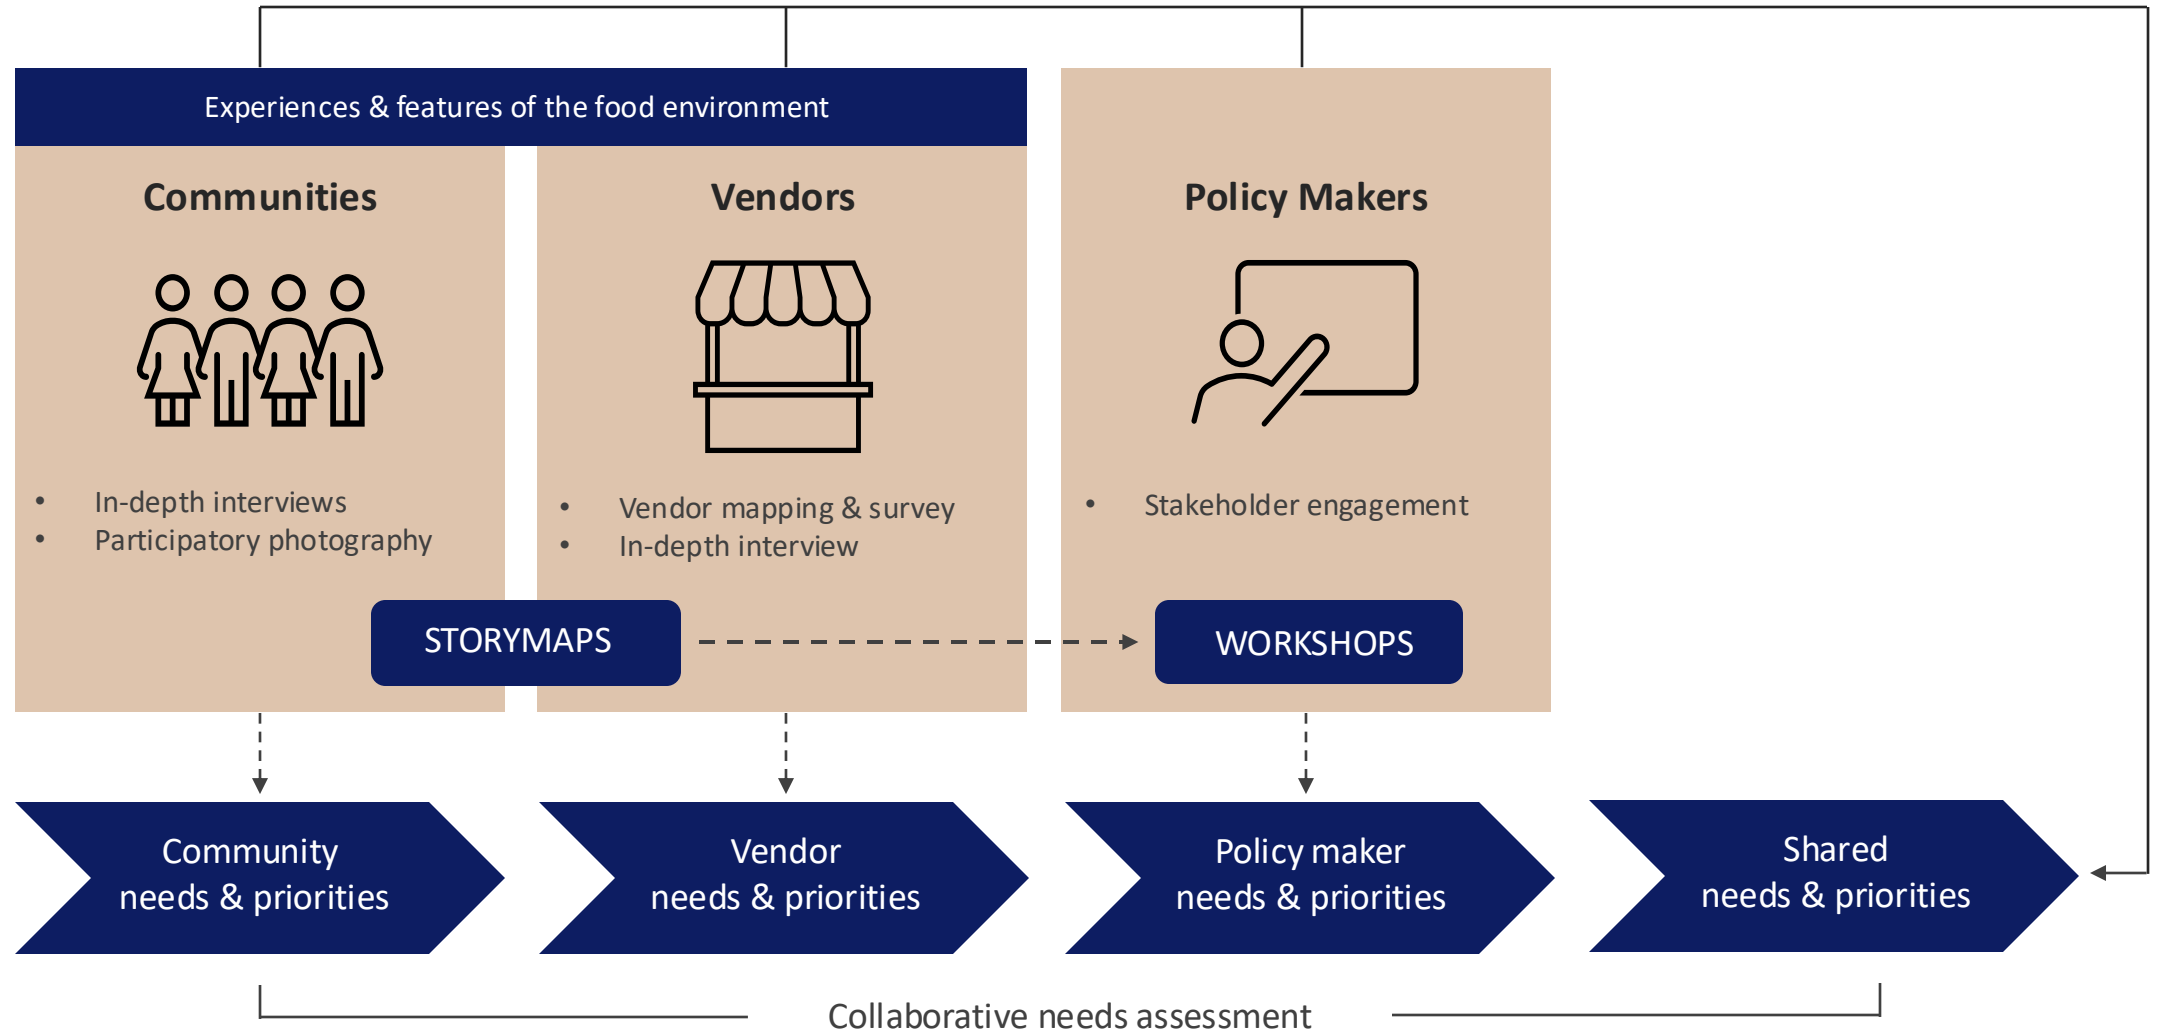 Experiences & features of the food environment
Communities
• In-depth interviews
• Participatory photography
Vendors
• Vendor mapping & survey
• In-depth interview
Policy Makers
• Stakeholder engagement
STORYMAPS
WORKSHOPS
Community
needs & priorities
Vendor
needs & priorities
Policy maker
needs & priorities
Shared
needs & priorities
Collaborative needs assessment